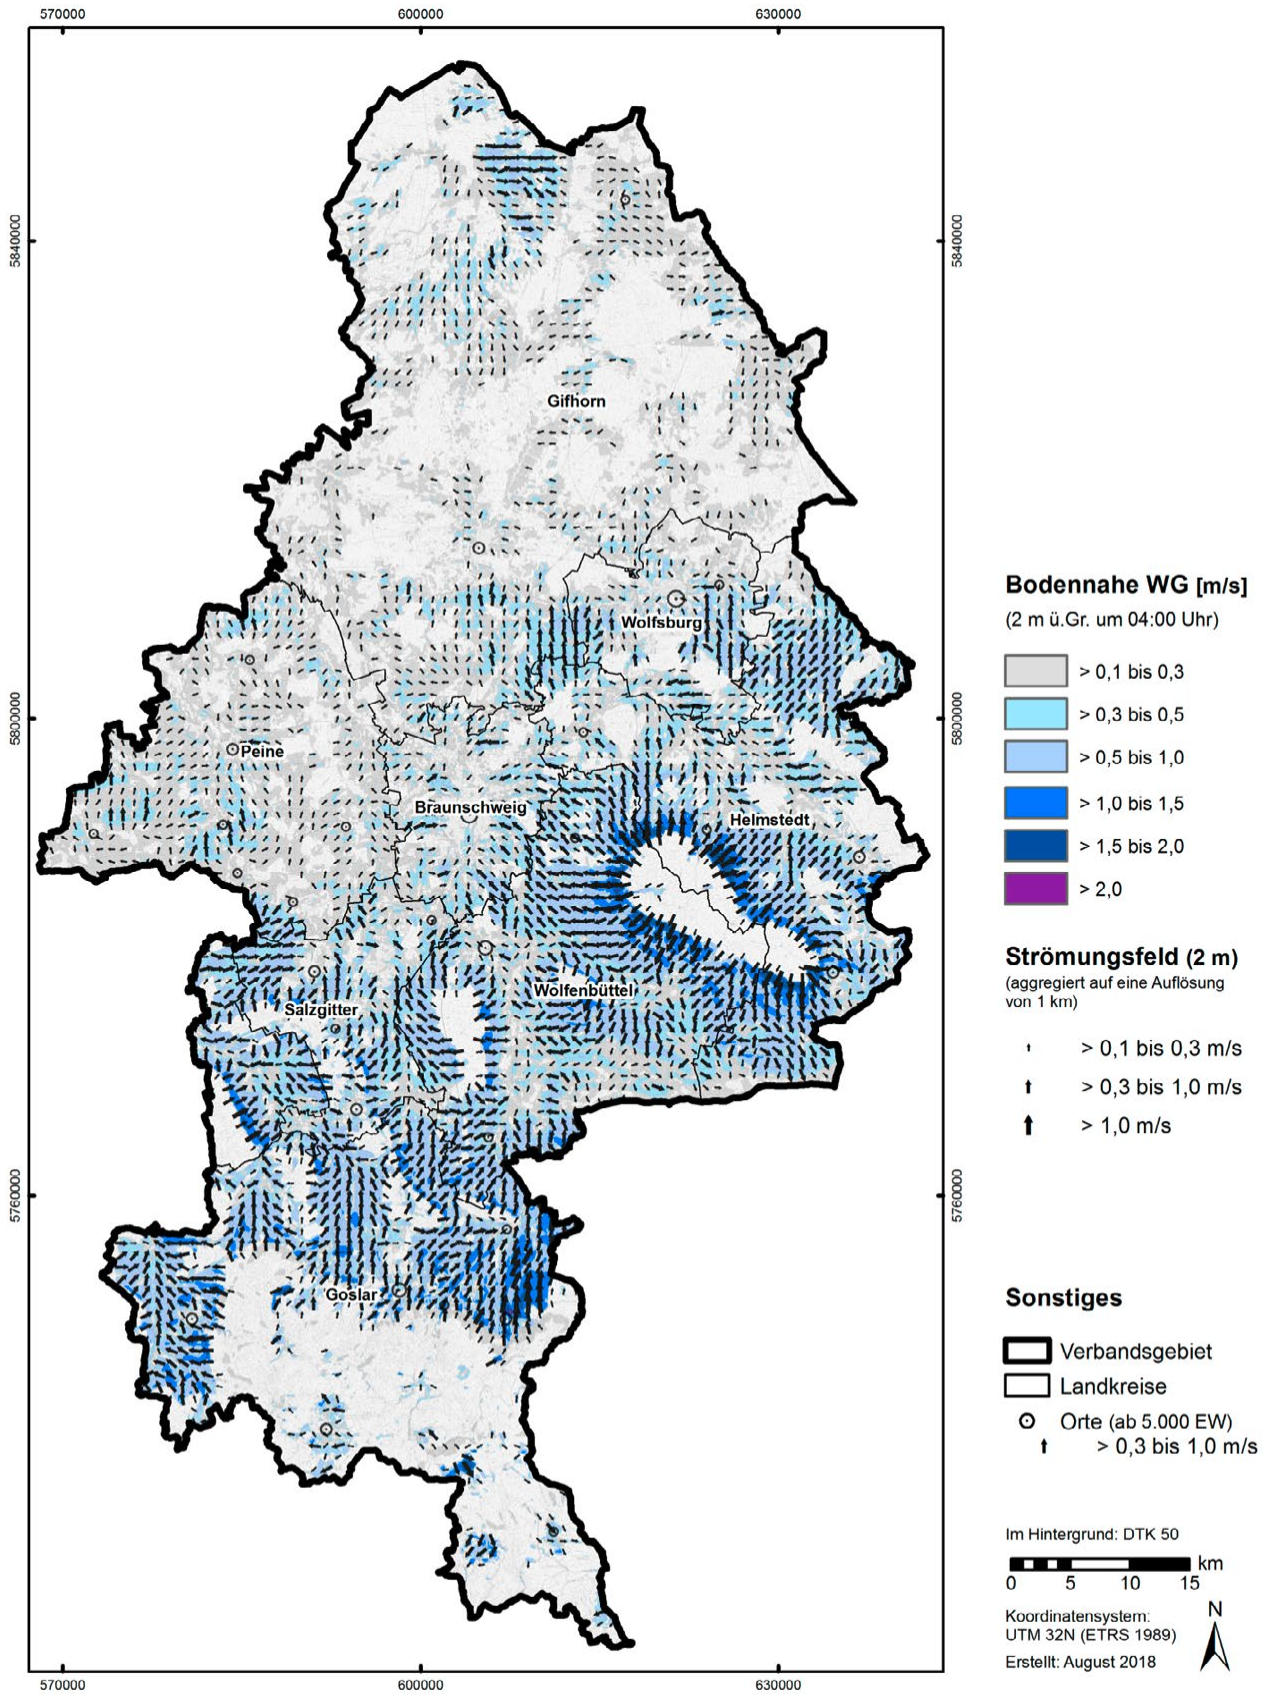 570000 600000 630000
5840000 5840000
Gifhorn
Wolfsburg
5800000 5800000
Peine
Braunschweig
Helmstedt
Wolfenbüttel
Salzgitter
5760000 5760000
Goslar
570000 600000 630000
Bodennahe WG [m/s]
(2 m ü.Gr. um 04:00 Uhr)
> 0,1 bis 0,3
> 0,3 bis 0,5
> 0,5 bis 1,0
> 1,0 bis 1,5
> 1,5 bis 2,0
> 2,0
Strömungsfeld (2 m)
(aggregiert auf eine Auflösung
von 1 km)
> 0,1 bis 0,3 m/s
> 0,3 bis 1,0 m/s
> 1,0 m/s
Sonstiges
Verbandsgebiet
Landkreise
Orte (ab 5.000 EW)
> 0,3 bis 1,0 m/s
Im Hintergrund: DTK 50
km
0 5 10 15
Koordinatensystem:
UTM 32N (ETRS 1989)
Erstellt: August 2018
N